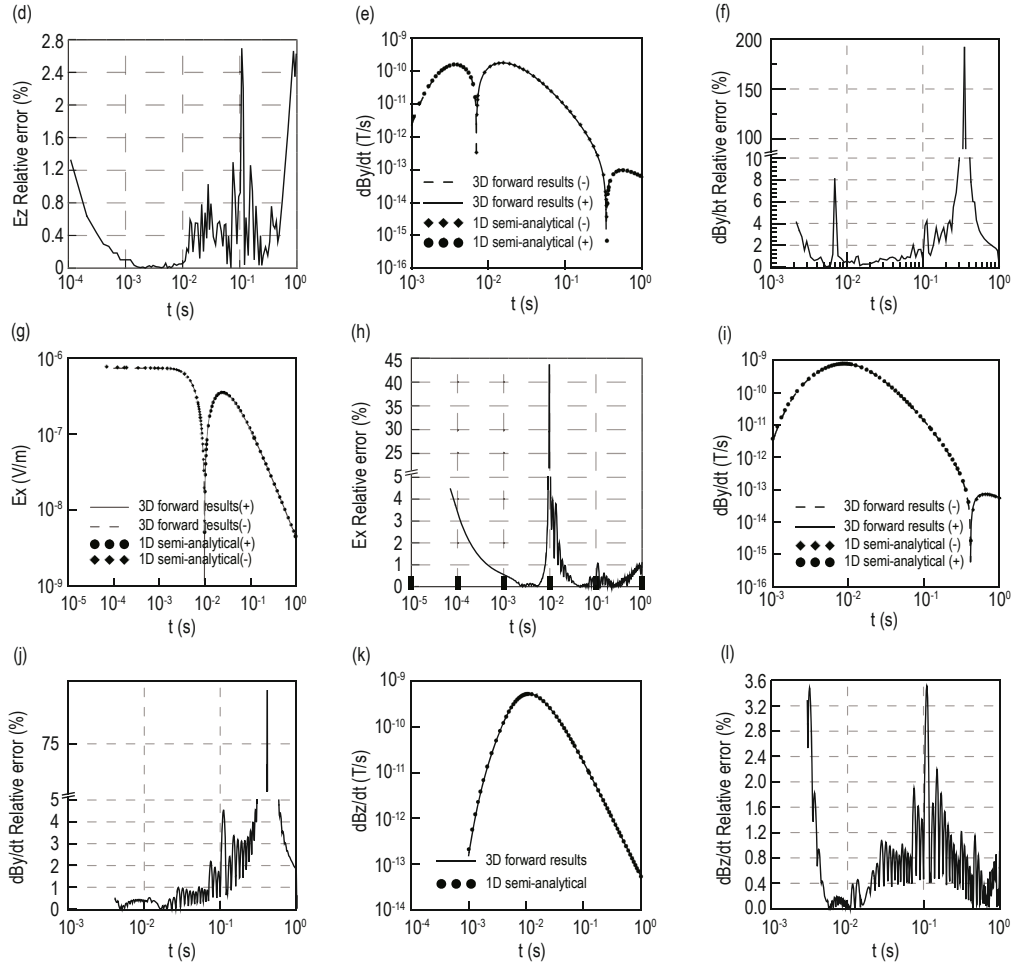 (d)
Ez Relative error (%)
2.8
2.4
2.0
1.6
1.2
0.8
0.4
0
10⁻⁴ 10⁻³ 10⁻² 10⁻¹ 10⁰
t (s)
(e)
dBy/dt (T/s)
10⁻⁹
10⁻¹⁰
10⁻¹¹
10⁻¹²
10⁻¹³
10⁻¹⁴
10⁻¹⁵
10⁻¹⁶
3D forward results (-)
3D forward results (+)
1D semi-analytical (-)
1D semi-analytical (+)
10⁻³ 10⁻² 10⁻¹ 10⁰
t (s)
(f)
dBy/bt Relative error (%)
200
150
100
10
8
6
4
2
0
10⁻³ 10⁻² 10⁻¹ 10⁰
t (s)
(g)
Ex (V/m)
10⁻⁶
10⁻⁷
10⁻⁸
10⁻⁹
3D forward results(+)
3D forward results(-)
1D semi-analytical(+)
1D semi-analytical(-)
10⁻⁵ 10⁻⁴ 10⁻³ 10⁻² 10⁻¹ 10⁰
t (s)
(h)
Ex Relative error (%)
45
40
35
30
25
5
4
3
2
1
0
10⁻⁵ 10⁻⁴ 10⁻³ 10⁻² 10⁻¹ 10⁰
t (s)
(i)
dBy/dt (T/s)
10⁻⁹
10⁻¹⁰
10⁻¹¹
10⁻¹²
10⁻¹³
10⁻¹⁴
10⁻¹⁵
10⁻¹⁶
3D forward results (-)
3D forward results (+)
1D semi-analytical (-)
1D semi-analytical (+)
10⁻³ 10⁻² 10⁻¹ 10⁰
t (s)
(j)
dBy/dt Relative error (%)
75
5
4
3
2
1
0
10⁻³ 10⁻² 10⁻¹ 10⁰
t (s)
(k)
dBz/dt (T/s)
10⁻⁹
10⁻¹⁰
10⁻¹¹
10⁻¹²
10⁻¹³
10⁻¹⁴
3D forward results
1D semi-analytical
10⁻⁴ 10⁻³ 10⁻² 10⁻¹ 10⁰
t (s)
(l)
dBz/dt Relative error (%)
3.6
3.2
2.8
2.4
2.0
1.6
1.2
0.8
0.4
0.0
10⁻³ 10⁻² 10⁻¹ 10⁰
t (s)